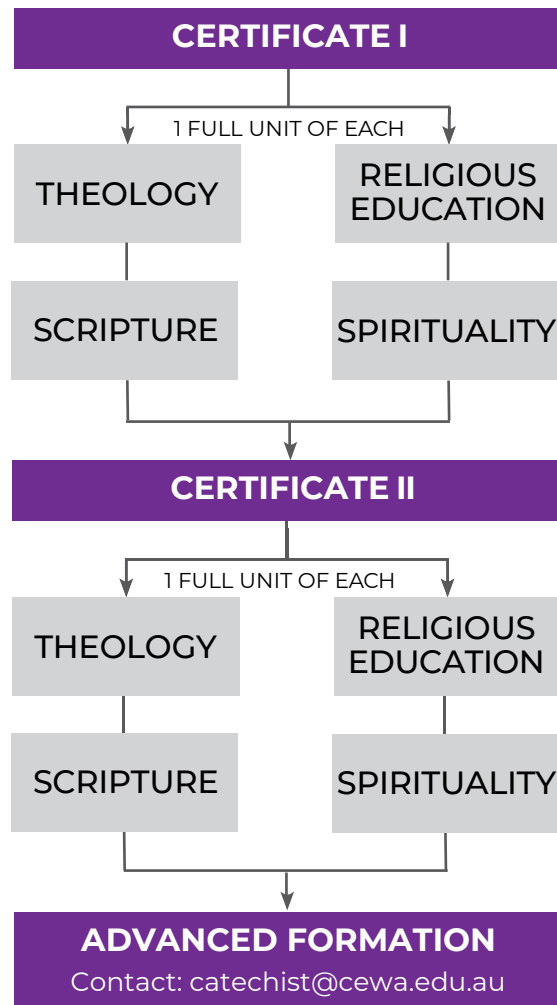 CERTIFICATE I
1 FULL UNIT OF EACH
THEOLOGY
RELIGIOUS
EDUCATION
SCRIPTURE
SPIRITUALITY
CERTIFICATE II
1 FULL UNIT OF EACH
THEOLOGY
RELIGIOUS
EDUCATION
SCRIPTURE
SPIRITUALITY
ADVANCED FORMATION
Contact: catechist@cewa.edu.au